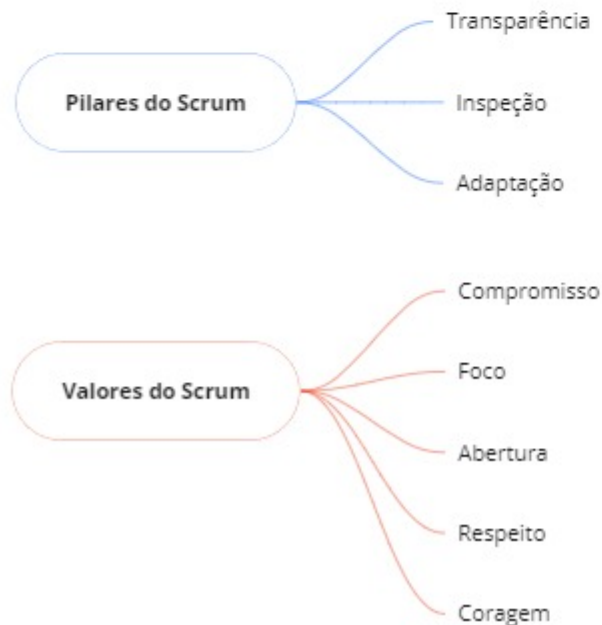 Pilares do Scrum
Transparência
Inspeção
Adaptação
Valores do Scrum
Compromisso
Foco
Abertura
Respeito
Coragem